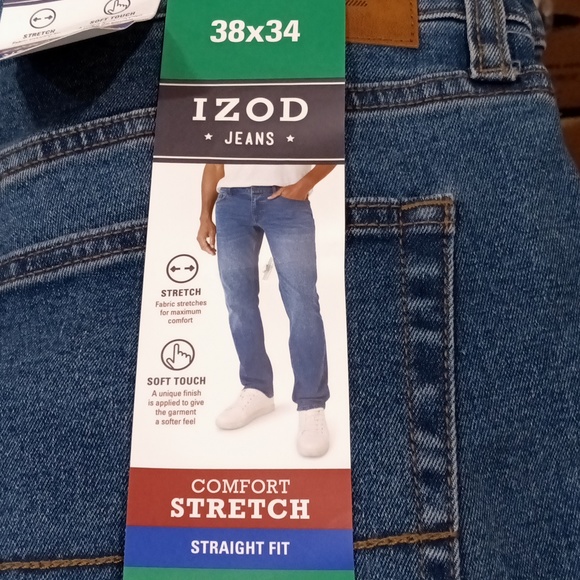 STRETCH
SOFT TOUCH
38x34
IZOD
★ JEANS ★
STRETCH
Fabric stretches
for maximum
comfort
SOFT TOUCH
A unique finish
is applied to give
the garment
a softer feel
COMFORT
STRETCH
STRAIGHT FIT